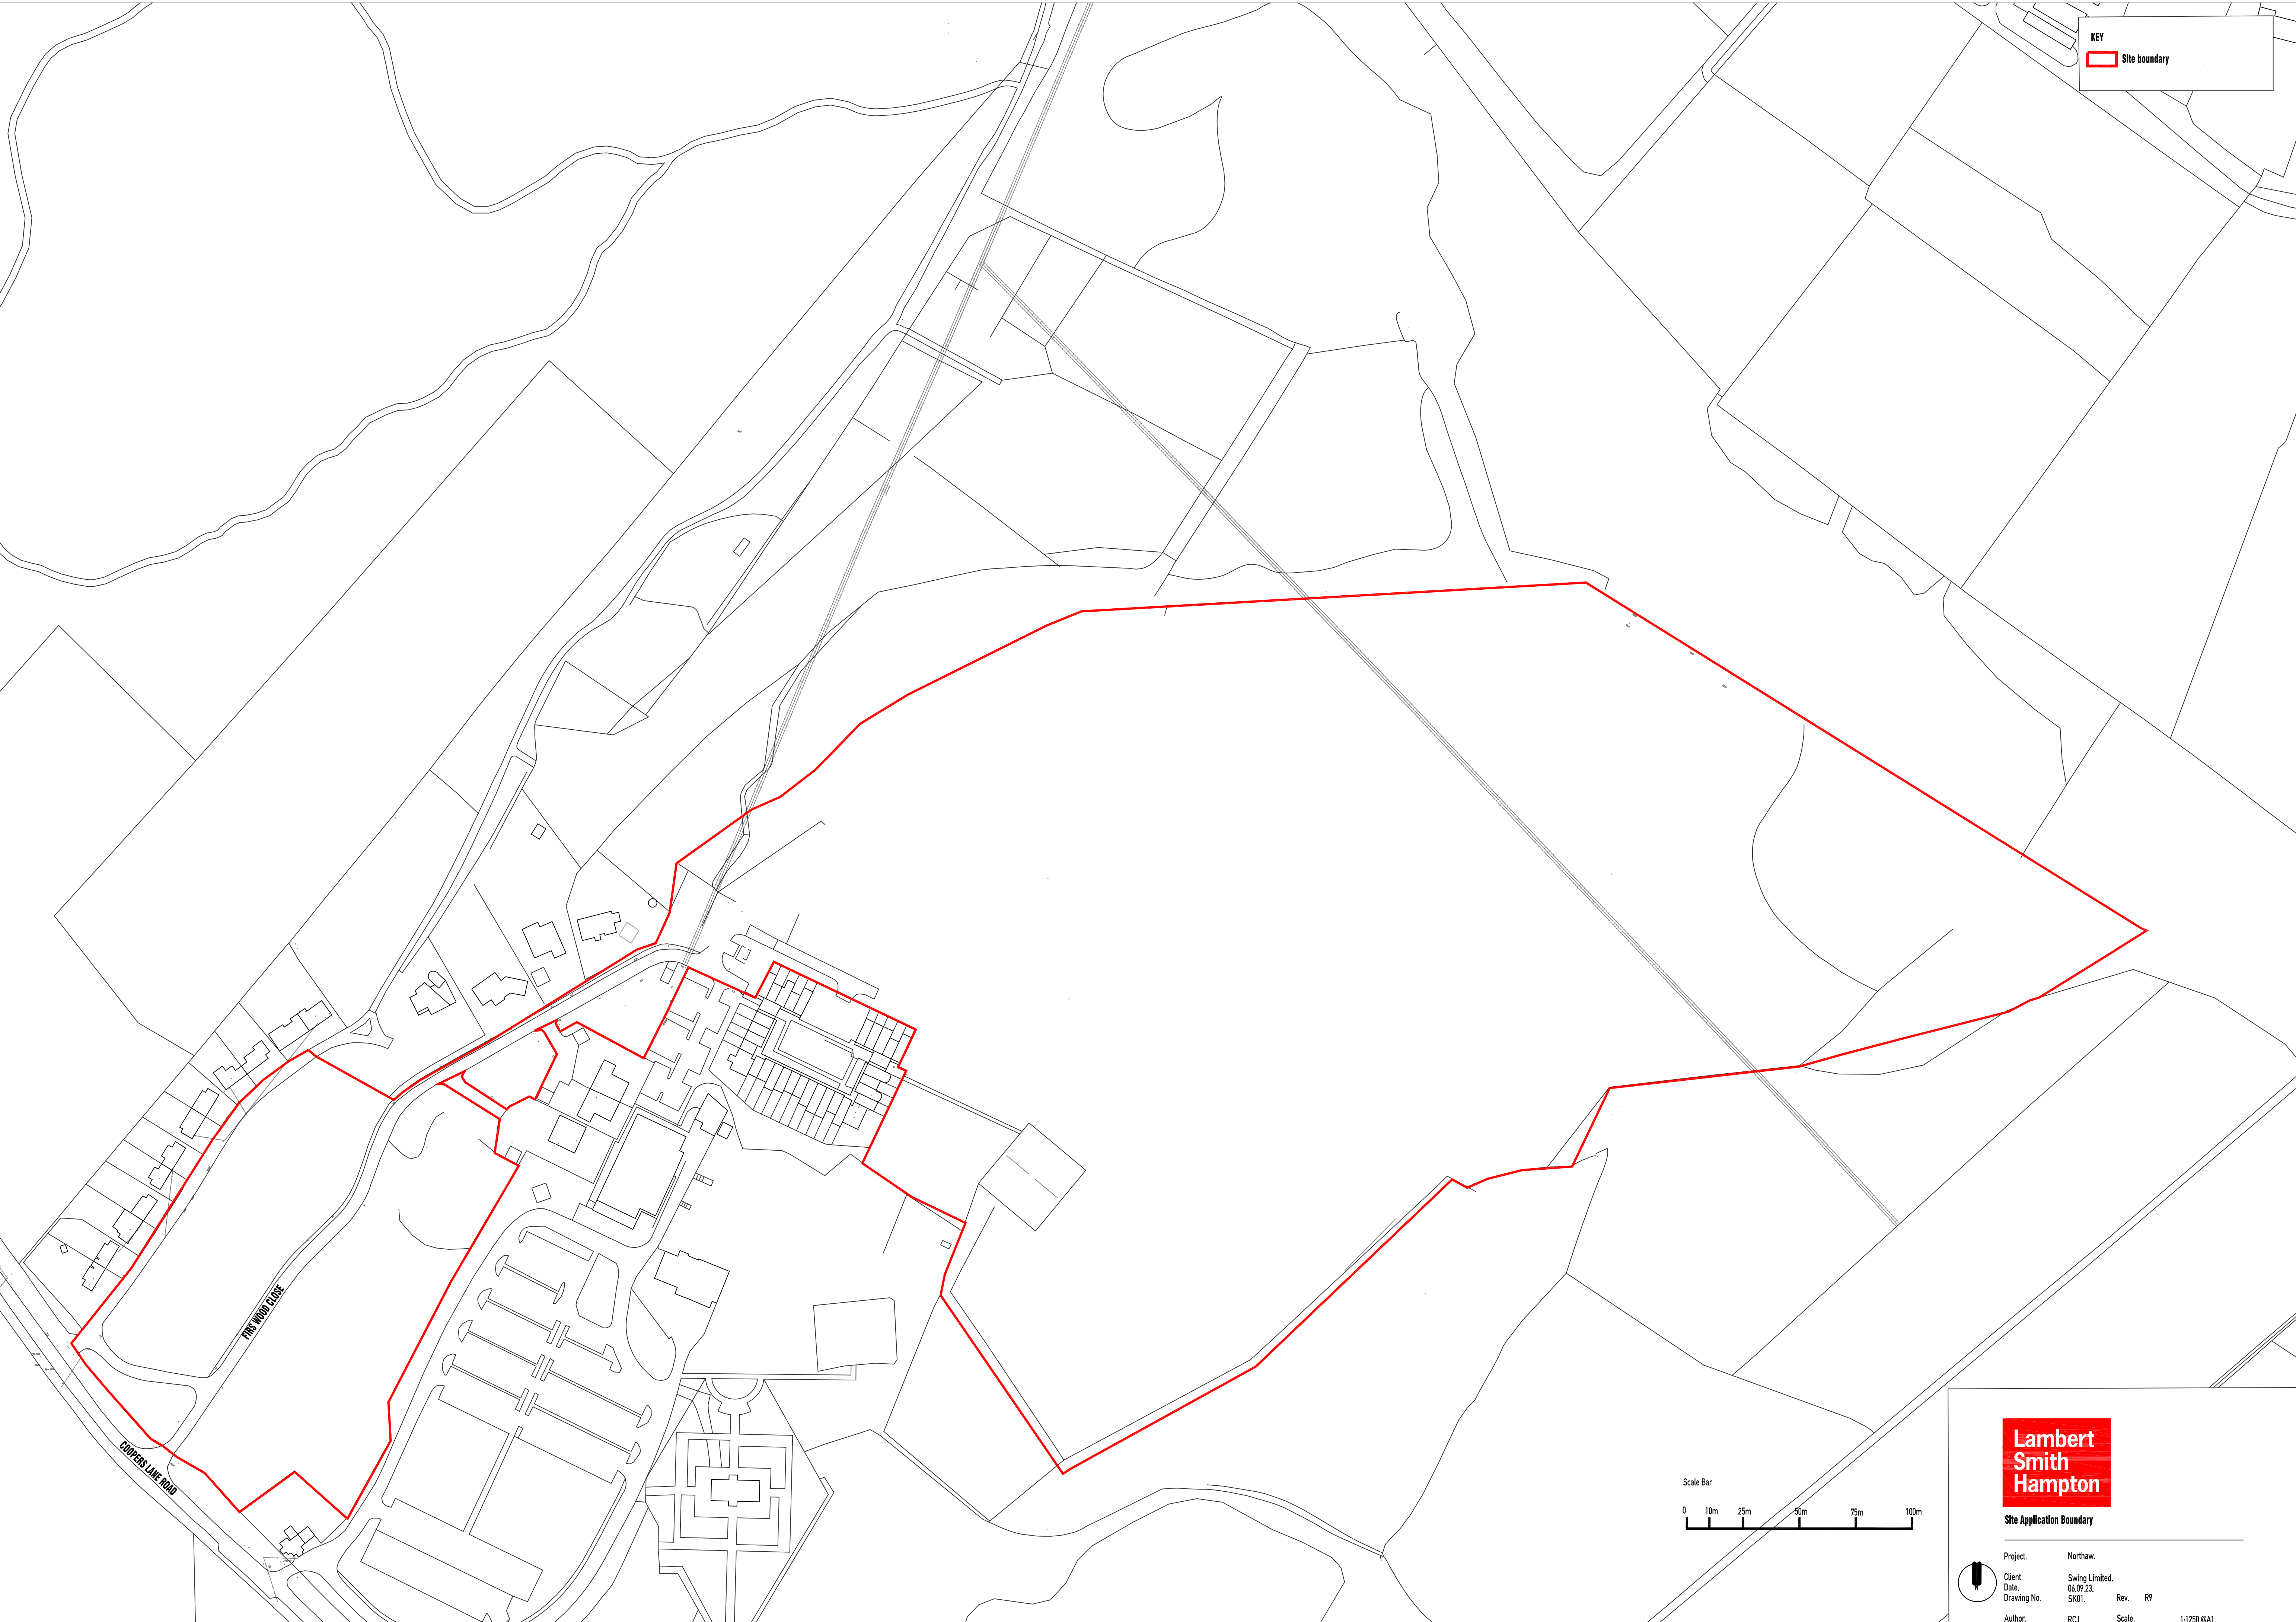 KEY
Site boundary
FIRS WOOD CLOSE
COOPERS LANE ROAD
Scale Bar
0 10m 25m 50m 75m 100m
Lambert
Smith
Hampton
Site Application Boundary
Project. Northaw.
Client. Swing Limited.
Date. 06.09.23.
Drawing No. SK01. Rev. R9
Author. RCJ Scale. 1:1250 @A1.
N